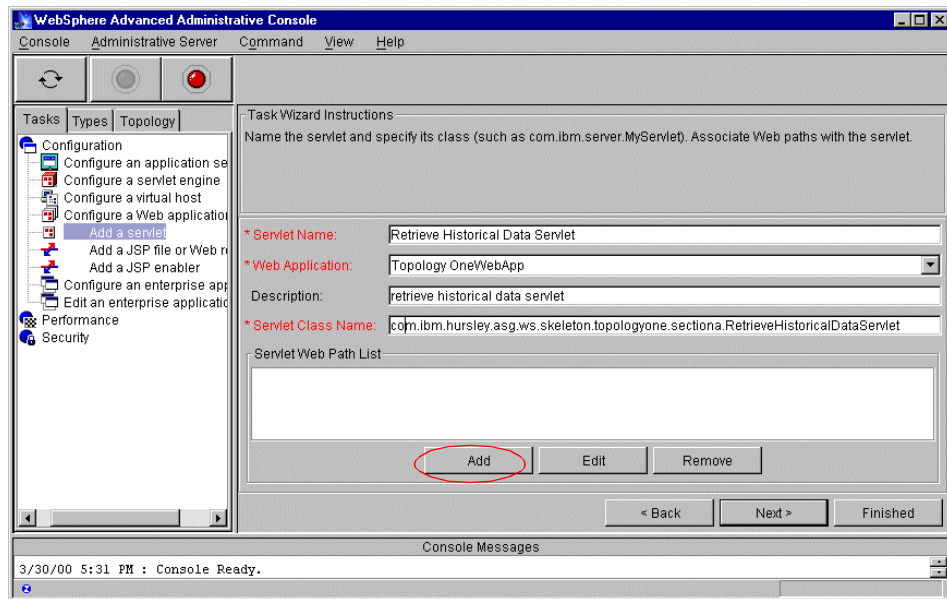 WebSphere Advanced Administrative Console
Console Administrative Server Command View Help
Tasks Types Topology
Configuration
Configure an application se
Configure a servlet engine
Configure a virtual host
Configure a Web application
Add a servlet
Add a JSP file or Web r
Add a JSP enabler
Configure an enterprise app
Edit an enterprise applicatic
Performance
Security
Task Wizard Instructions
Name the servlet and specify its class (such as com.ibm.server.MyServlet). Associate Web paths with the servlet.
* Servlet Name: Retrieve Historical Data Servlet
* Web Application: Topology OneWebApp
Description: retrieve historical data servlet
* Servlet Class Name: com.ibm.hursley.asg.ws.skeleton.topologyone.sectiona.RetrieveHistoricalDataServlet
Servlet Web Path List
Add Edit Remove
< Back Next > Finished
Console Messages
3/30/00 5:31 PM : Console Ready.